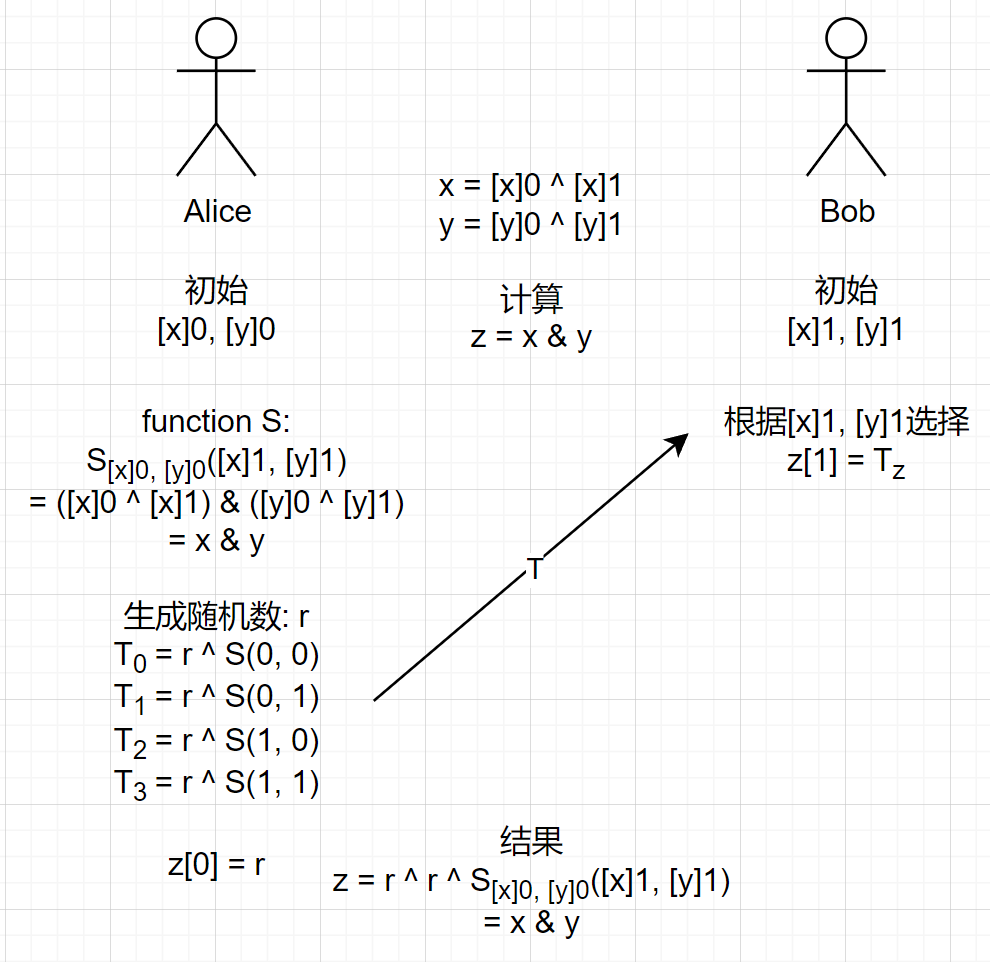 Alice
Bob
x = [x]0 ^ [x]1
y = [y]0 ^ [y]1
初始
[x]0, [y]0
计算
z = x & y
初始
[x]1, [y]1
function S:
S[x]0, [y]0([x]1, [y]1)
= ([x]0 ^ [x]1) & ([y]0 ^ [y]1)
= x & y
根据[x]1, [y]1选择
z[1] = Tz
T
生成随机数: r
T0 = r ^ S(0, 0)
T1 = r ^ S(0, 1)
T2 = r ^ S(1, 0)
T3 = r ^ S(1, 1)
z[0] = r
结果
z = r ^ r ^ S[x]0, [y]0([x]1, [y]1)
= x & y